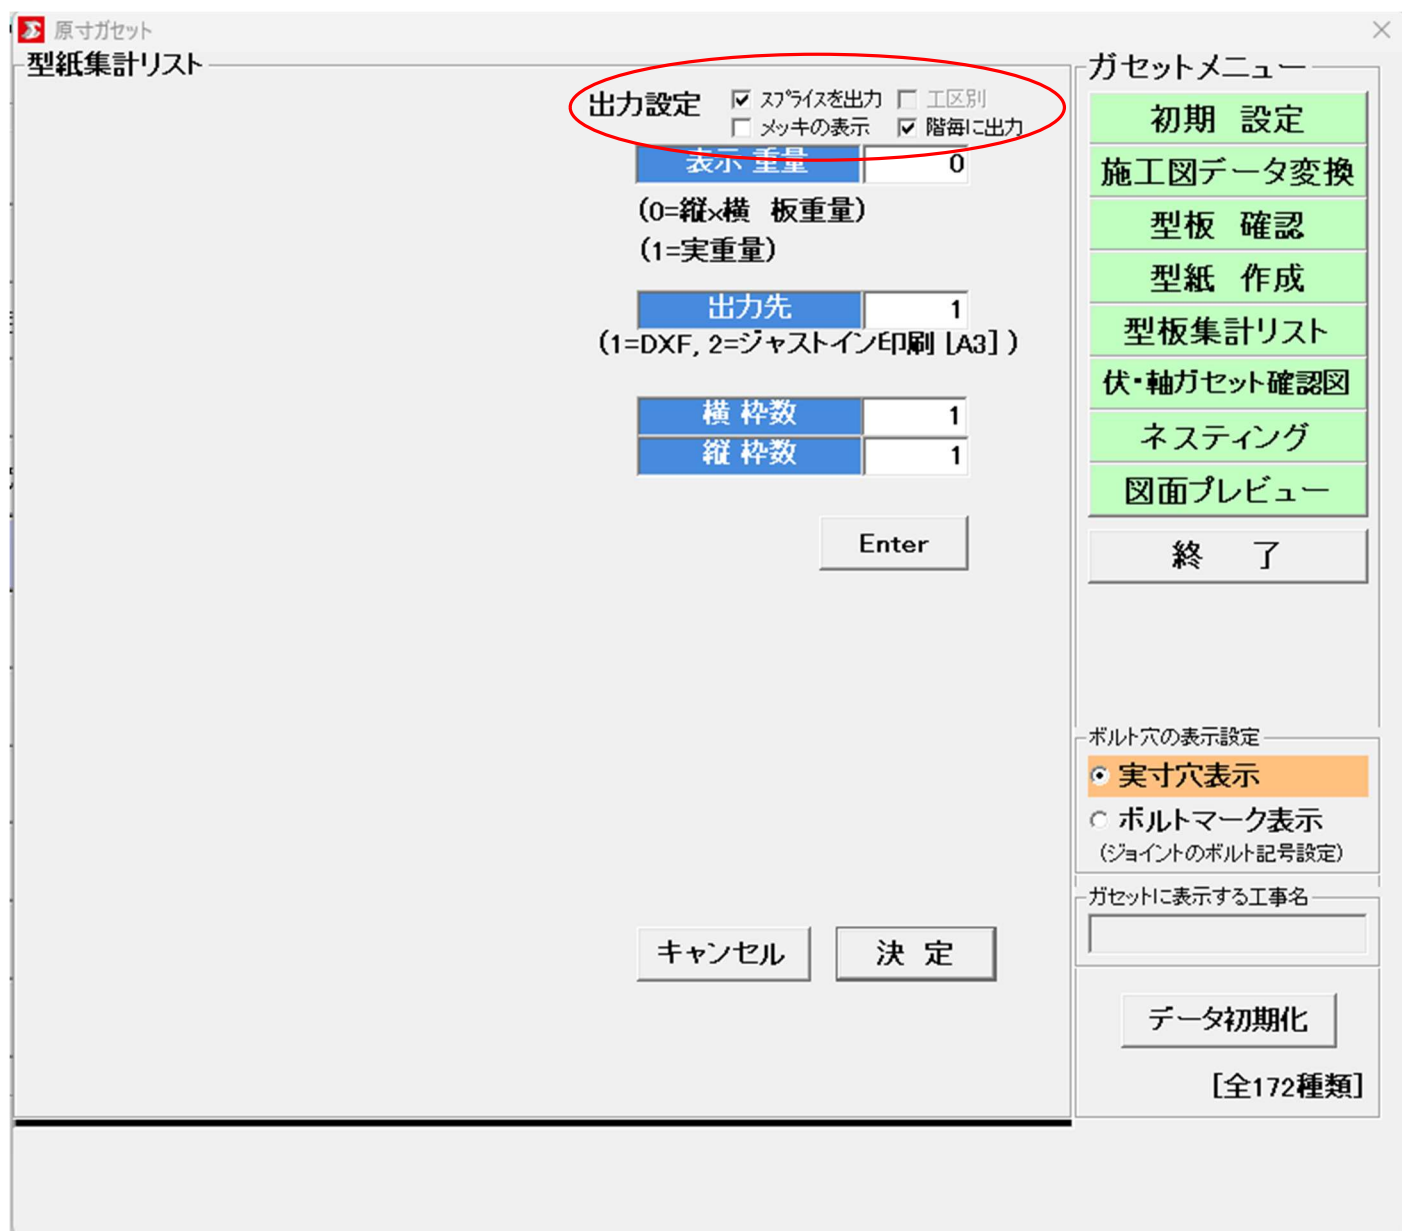 原寸ガセット
型紙集計リスト
出力設定
スプライスを出力
工区別
メッキの表示
階毎に出力
表示 重量
0
(0=縦×横 板重量)
(1=実重量)
出力先
1
(1=DXF, 2=ジャストイン印刷 [A3] )
横 枠数
1
縦 枠数
1
Enter
キャンセル
決 定
ガセットメニュー
初期 設定
施工図データ変換
型板 確認
型紙 作成
型板集計リスト
伏・軸ガセット確認図
ネスティング
図面プレビュー
終 了
ボルト穴の表示設定
実寸穴表示
ボルトマーク表示
(ジョイントのボルト記号設定)
ガセットに表示する工事名
データ初期化
[全172種類]